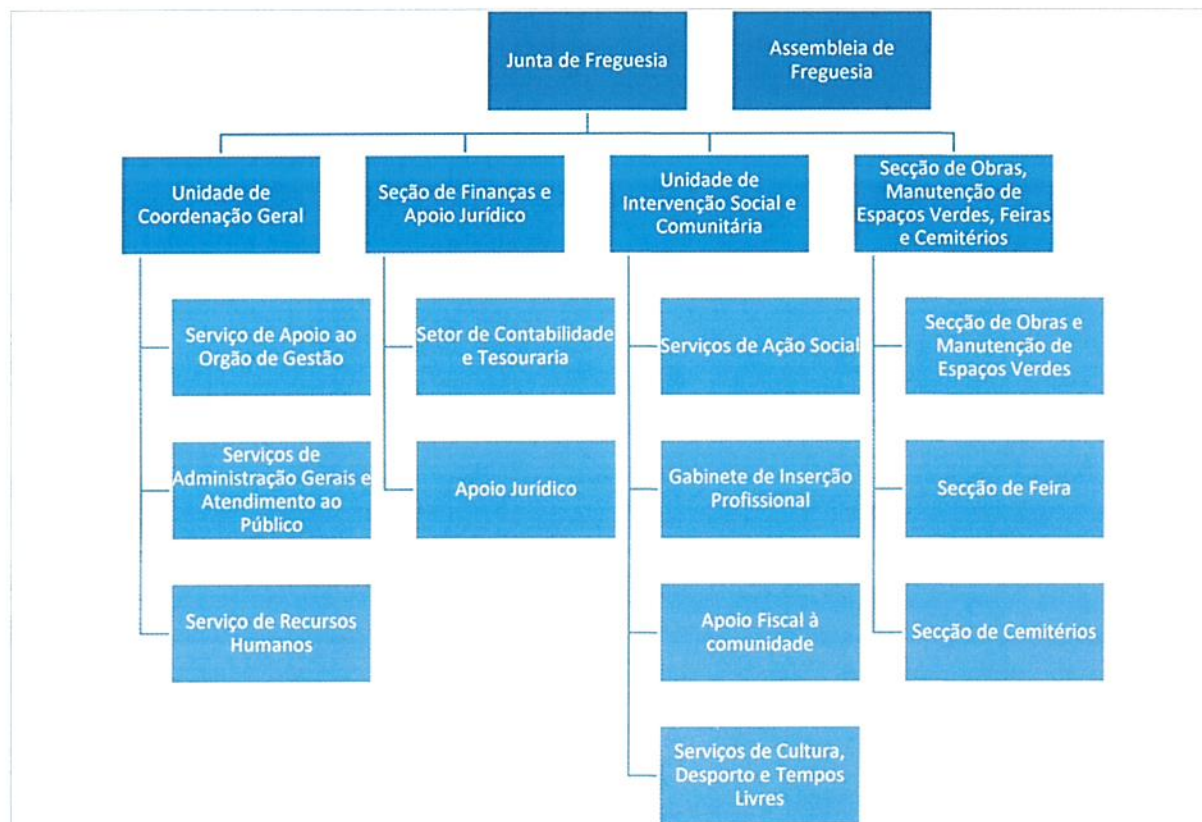 Junta de Freguesia
Assembleia de
Freguesia
Unidade de
Coordenação Geral
Seção de Finanças e
Apoio Jurídico
Unidade de
Intervenção Social e
Comunitária
Secção de Obras,
Manutenção de
Espaços Verdes, Feiras
e Cemitérios
Serviço de Apoio ao
Orgão de Gestão
Serviços de
Administração Gerais e
Atendimento ao
Público
Serviço de Recursos
Humanos
Setor de Contabilidade
e Tesouraria
Apoio Jurídico
Serviços de Ação Social
Gabinete de Inserção
Profissional
Apoio Fiscal à
comunidade
Serviços de Cultura,
Desporto e Tempos
Livres
Secção de Obras e
Manutenção de
Espaços Verdes
Secção de Feira
Secção de Cemitérios